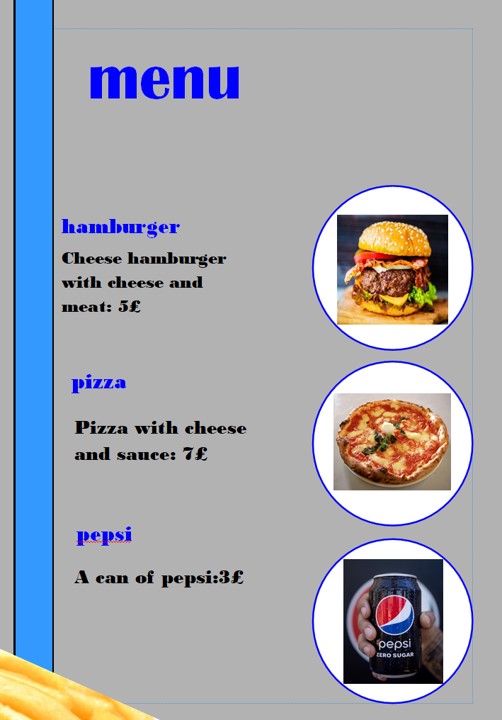 menu
hamburger
Cheese hamburger
with cheese and
meat: 5£
pizza
Pizza with cheese
and sauce: 7£
pepsi
A can of pepsi:3£
pepsi
ZERO SUGAR